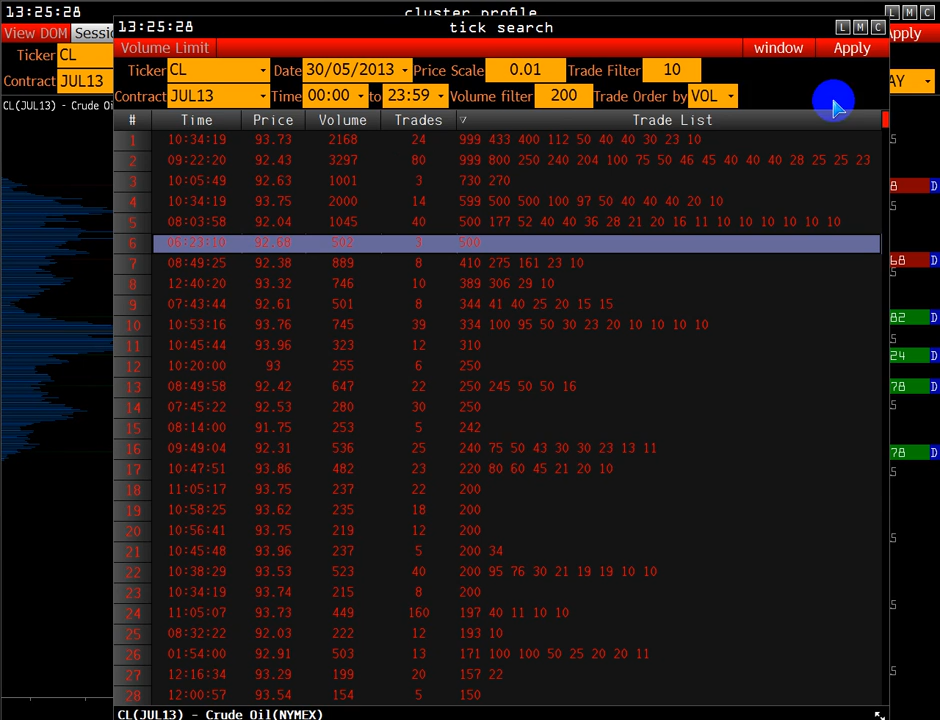 13:25:28 cluster profile L M C
13:25:28 tick search L M C
View DOM Sessi Apply
Volume Limit window Apply
Ticker CL
Ticker CL Date 30/05/2013 Price Scale 0.01 Trade Filter 10
Contract JUL13 AY
Contract JUL13 Time 00:00 to 23:59 Volume filter 200 Trade Order by VOL
CL(JUL13) - Crude Oi
# Time Price Volume Trades Trade List
1 10:34:19 93.73 2168 24 999 433 400 112 50 40 40 30 23 10
2 09:22:20 92.43 3297 80 999 800 250 240 204 100 75 50 46 45 40 40 40 28 25 25 23
3 10:05:49 92.63 1001 3 730 270
4 10:34:19 93.75 2000 14 599 500 500 100 97 50 40 40 40 20 10
5 08:03:58 92.04 1045 40 500 177 52 40 40 36 28 21 20 16 11 10 10 10 10 10 10
6 06:23:10 92.68 502 3 500
7 08:49:25 92.38 889 8 410 275 161 23 10
8 12:40:20 93.32 746 10 389 306 29 10
9 07:43:44 92.61 501 8 344 41 40 25 20 15 15
10 10:53:16 93.76 745 39 334 100 95 50 30 23 20 10 10 10 10
11 10:45:44 93.96 323 12 310
12 10:20:00 93 255 6 250
13 08:49:58 92.42 647 22 250 245 50 50 16
14 07:45:22 92.53 280 30 250
15 08:14:00 91.75 253 5 242
16 09:49:04 92.31 536 25 240 75 50 43 30 30 23 13 11
17 10:47:51 93.86 482 23 220 80 60 45 21 20 10
18 11:05:17 93.75 237 22 200
19 10:58:25 93.62 235 18 200
20 10:56:41 93.75 219 12 200
21 10:45:48 93.96 237 5 200 34
22 10:38:29 93.53 523 40 200 95 76 30 21 19 19 10 10
23 10:34:19 93.74 215 8 200
24 11:05:07 93.73 449 160 197 40 11 10 10
25 08:32:22 92.03 222 12 193 10
26 01:54:00 92.91 503 13 171 100 100 50 25 20 20 11
27 12:16:34 93.29 199 20 157 22
28 12:00:57 93.54 154 5 150
CL(JUL13) - Crude Oil(NYMEX)
8 D
68 D
82 D
24 D
78 D
78 D